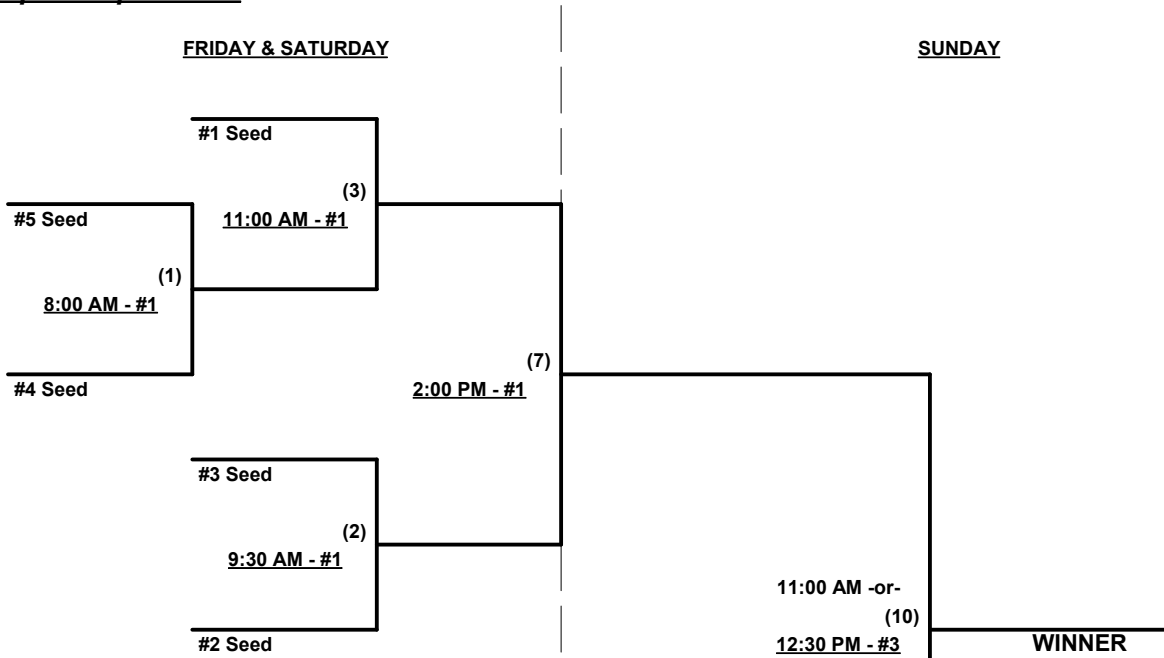 FRIDAY & SATURDAY
SUNDAY
#1 Seed
(3)
11:00 AM - #1
#5 Seed
(1)
8:00 AM - #1
#4 Seed
(7)
2:00 PM - #1
#3 Seed
(2)
9:30 AM - #1
#2 Seed
11:00 AM -or-
(10)
12:30 PM - #3
WINNER